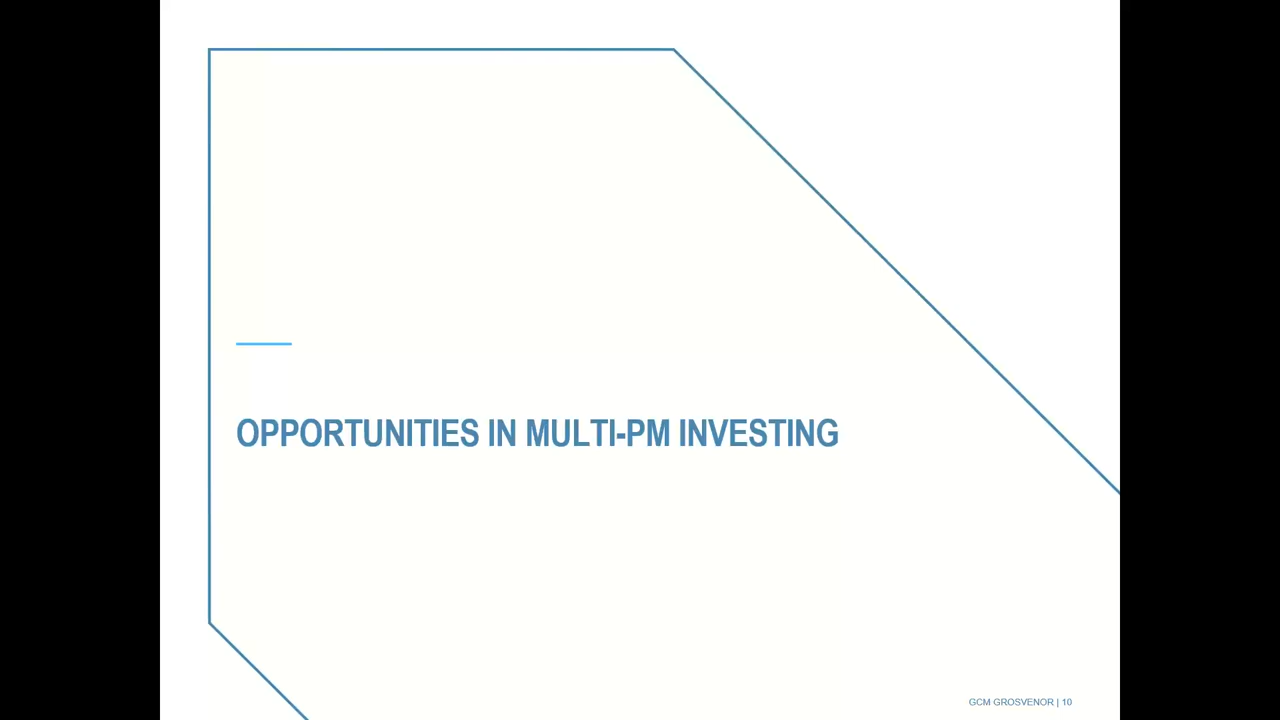 OPPORTUNITIES IN MULTI-PM INVESTING
GCM GROSVENOR | 10